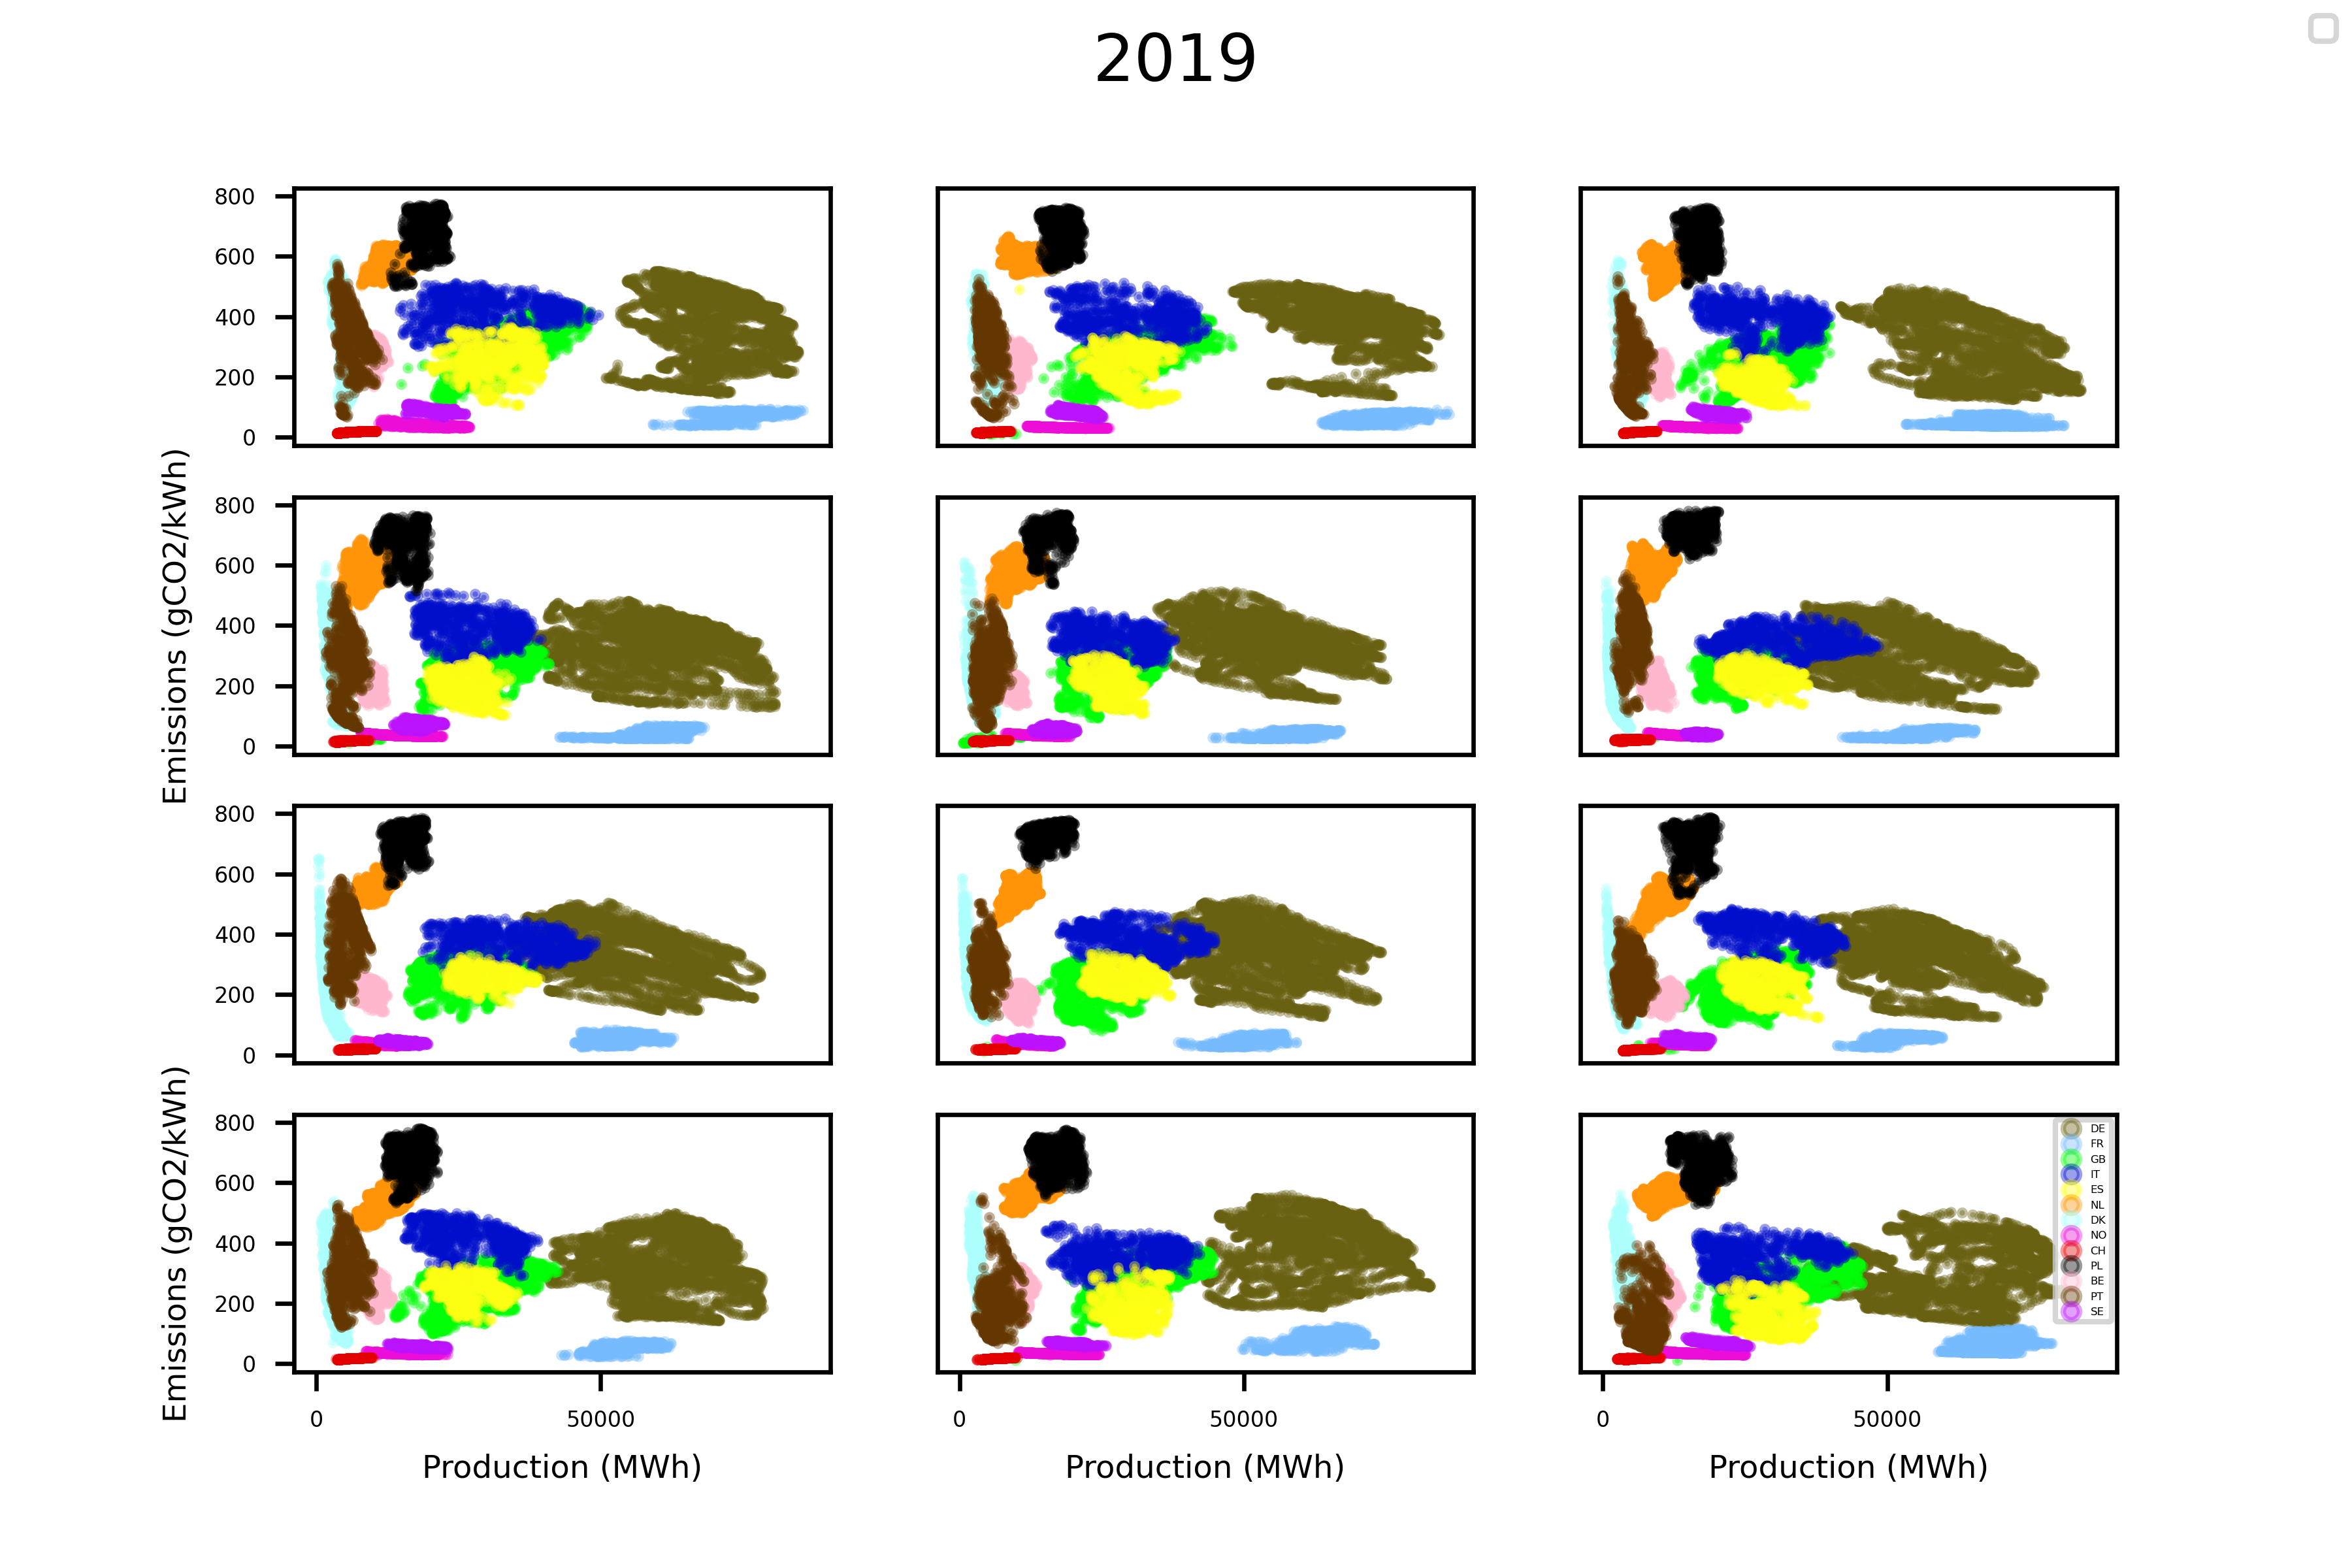 2019
800
600
400
200
0
Emissions (gCO2/kWh)
800
600
400
200
0
800
600
400
200
0
Emissions (gCO2/kWh)
800
600
400
200
0
DE
FR
GB
IT
ES
NL
DK
NO
CH
PL
BE
PT
SE
0 50000 0 50000 0 50000
Production (MWh) Production (MWh) Production (MWh)